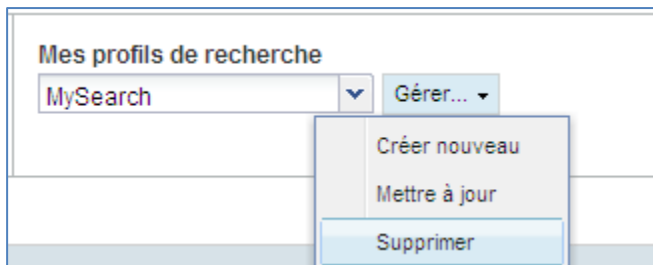 Mes profils de recherche
MySearch Gérer...
Créer nouveau
Mettre à jour
Supprimer